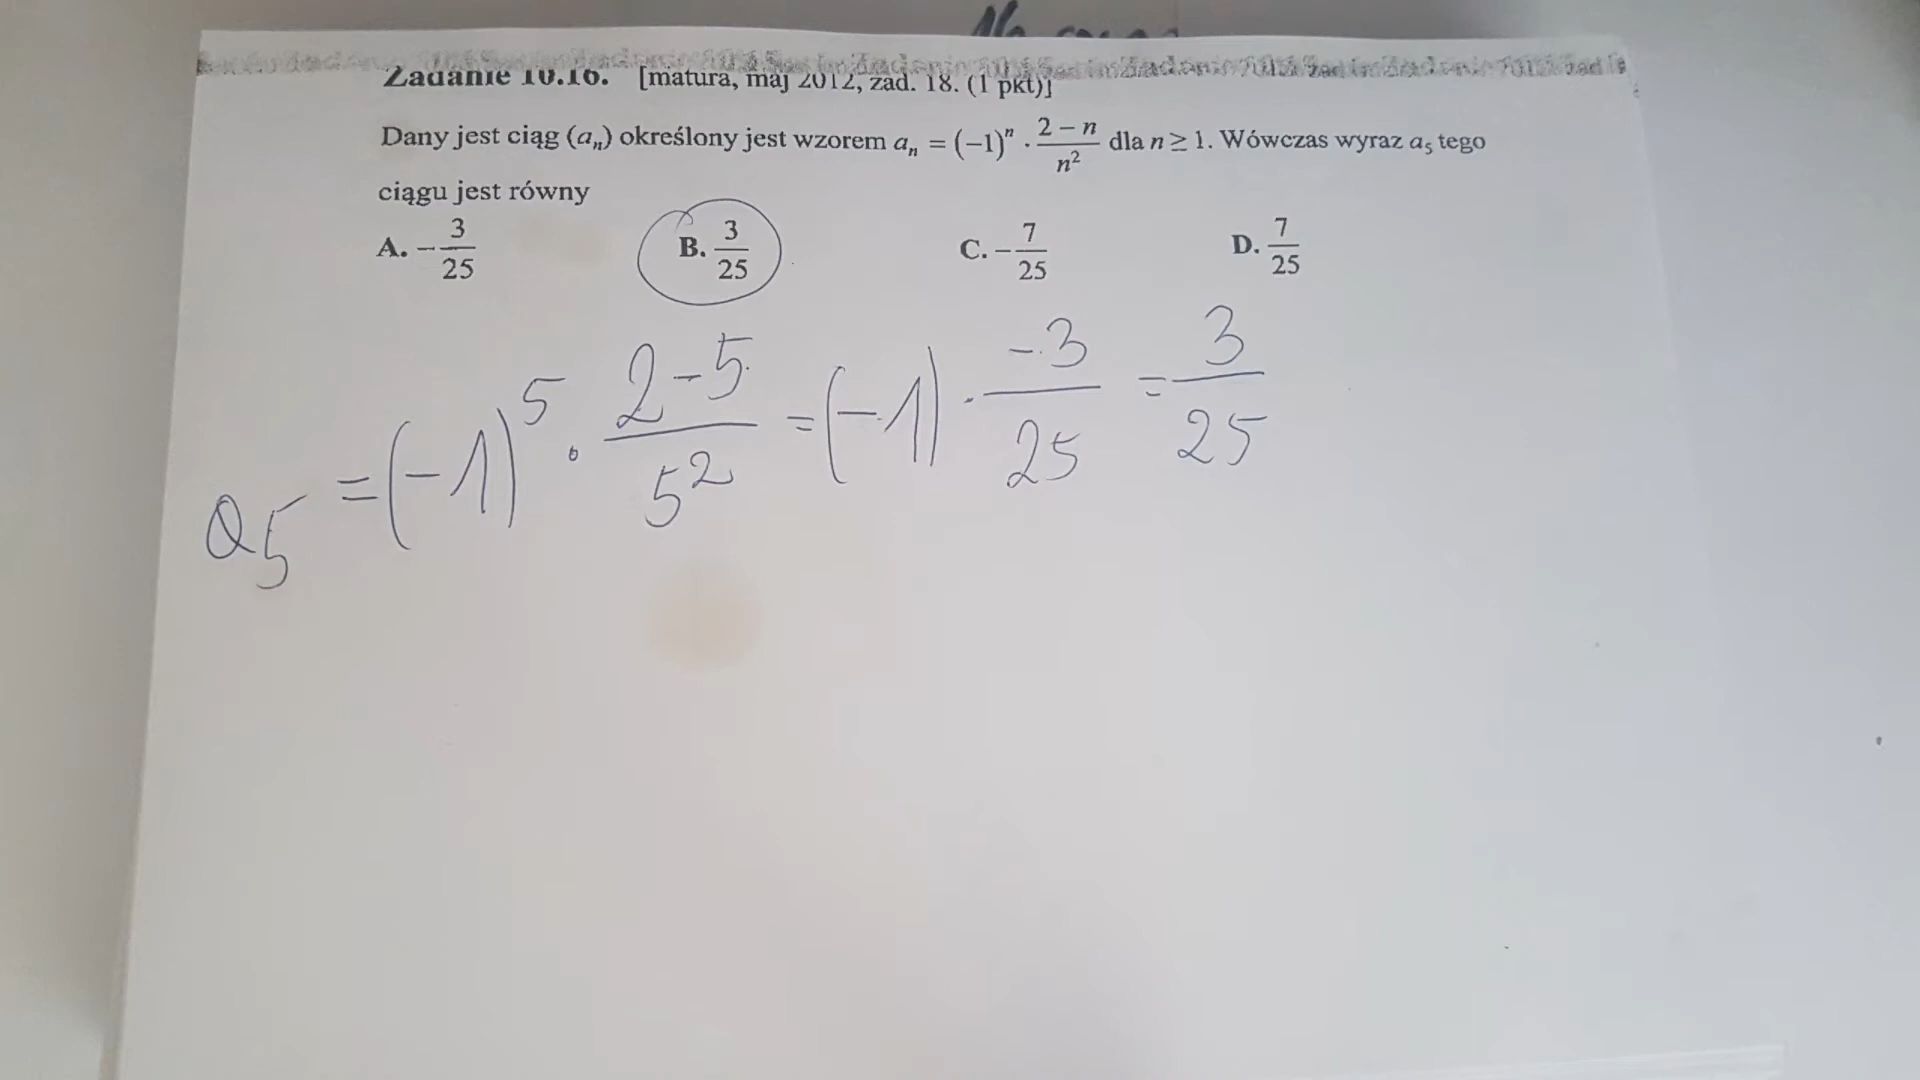 Zadanie 10.16. [matura, maj 2012, zad. 18. (1 pkt)]
Dany jest ciąg (aₙ) określony jest wzorem aₙ = (−1)ⁿ · (2 − n)/n² dla n ≥ 1. Wówczas wyraz a₅ tego
ciągu jest równy
A. −3/25 B. 3/25 C. −7/25 D. 7/25
a₅ = (−1)⁵ · (2−5)/5² = (−1) · −3/25 = 3/25